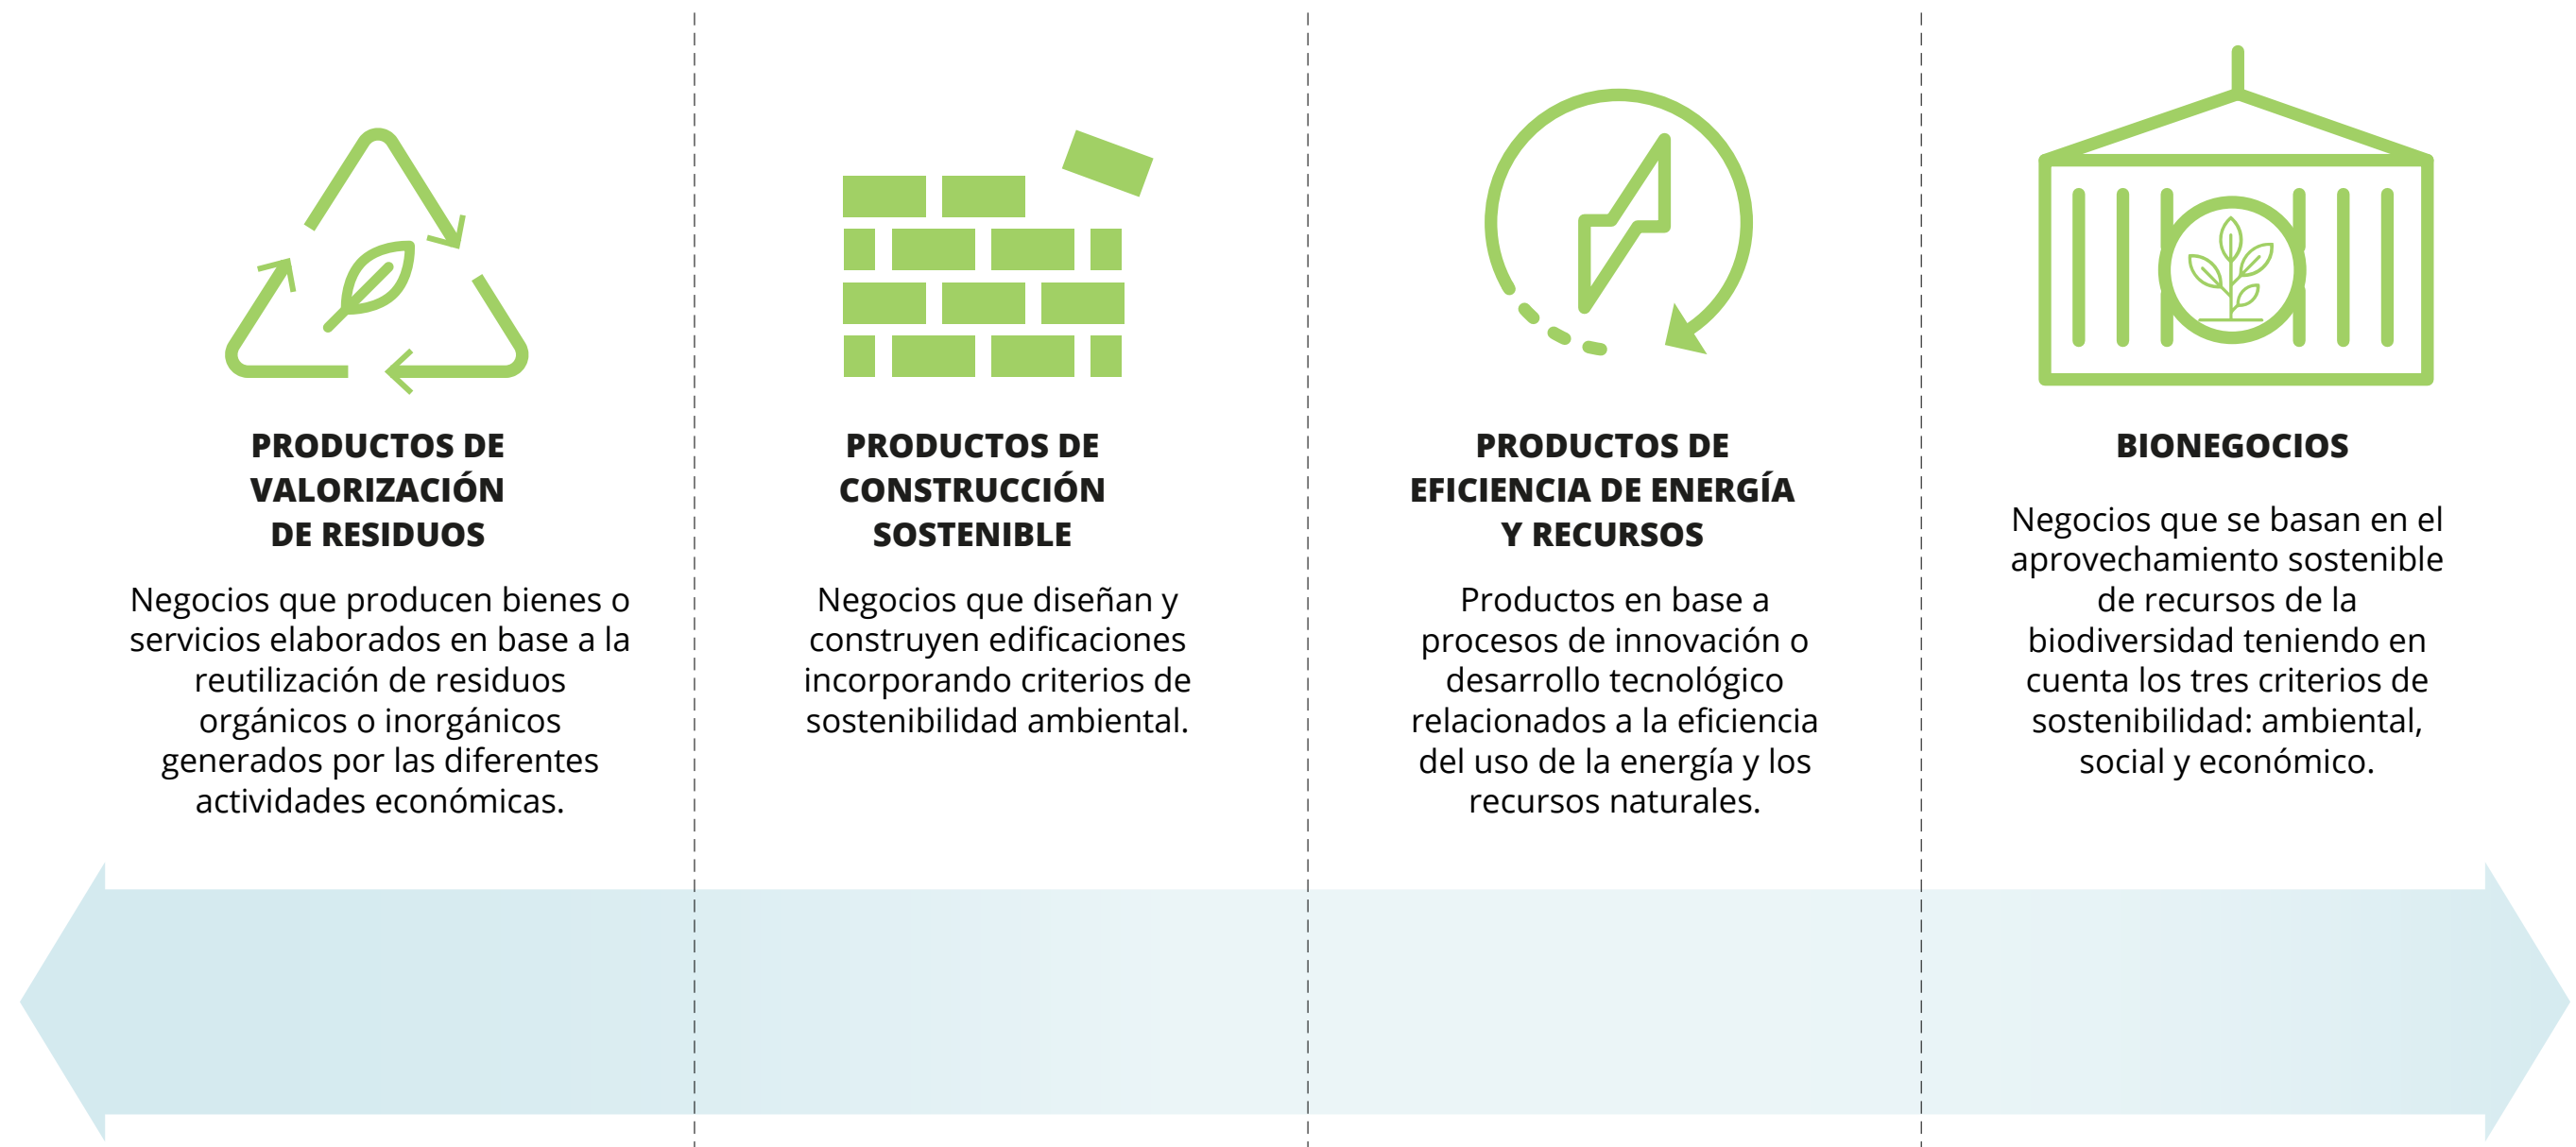 PRODUCTOS DE
VALORIZACIÓN
DE RESIDUOS
Negocios que producen bienes o
servicios elaborados en base a la
reutilización de residuos
orgánicos o inorgánicos
generados por las diferentes
actividades económicas.
PRODUCTOS DE
CONSTRUCCIÓN
SOSTENIBLE
Negocios que diseñan y
construyen edificaciones
incorporando criterios de
sostenibilidad ambiental.
PRODUCTOS DE
EFICIENCIA DE ENERGÍA
Y RECURSOS
Productos en base a
procesos de innovación o
desarrollo tecnológico
relacionados a la eficiencia
del uso de la energía y los
recursos naturales.
BIONEGOCIOS
Negocios que se basan en el
aprovechamiento sostenible
de recursos de la
biodiversidad teniendo en
cuenta los tres criterios de
sostenibilidad: ambiental,
social y económico.